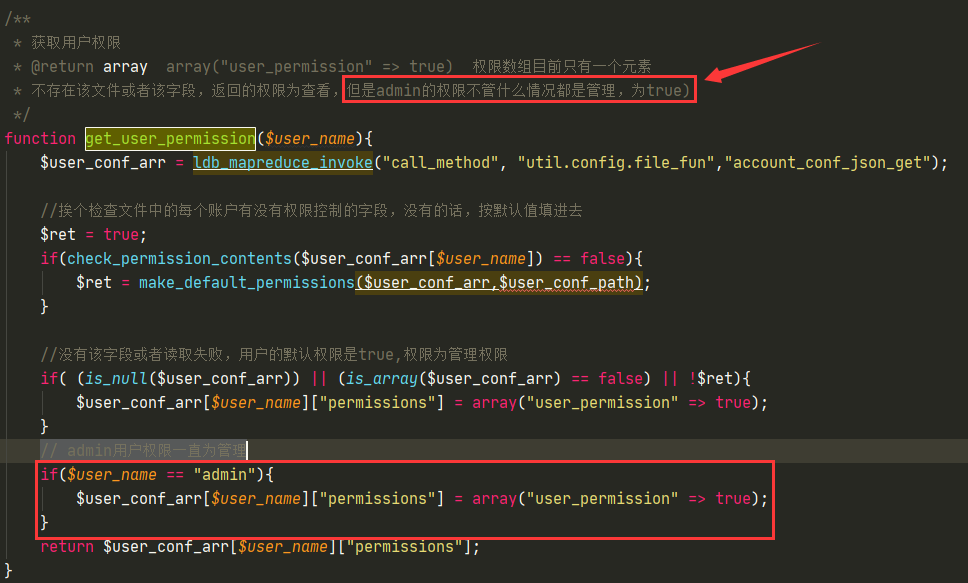 /**
 * 获取用户权限
 * @return array  array("user_permission" => true)  权限数组目前只有一个元素
 * 不存在该文件或者该字段，返回的权限为查看，但是admin的权限不管什么情况都是管理，为true)
 */
function get_user_permission($user_name){
    $user_conf_arr = ldb_mapreduce_invoke("call_method", "util.config.file_fun","account_conf_json_get");
    //挨个检查文件中的每个账户有没有权限控制的字段，没有的话，按默认值填进去
    $ret = true;
    if(check_permission_contents($user_conf_arr[$user_name]) == false){
        $ret = make_default_permissions($user_conf_arr,$user_conf_path);
    }
    //没有该字段或者读取失败，用户的默认权限是true,权限为管理权限
    if( (is_null($user_conf_arr)) || (is_array($user_conf_arr) == false) || !$ret){
        $user_conf_arr[$user_name]["permissions"] = array("user_permission" => true);
    }
    // admin用户权限一直为管理
    if($user_name == "admin"){
        $user_conf_arr[$user_name]["permissions"] = array("user_permission" => true);
    }
    return $user_conf_arr[$user_name]["permissions"];
}